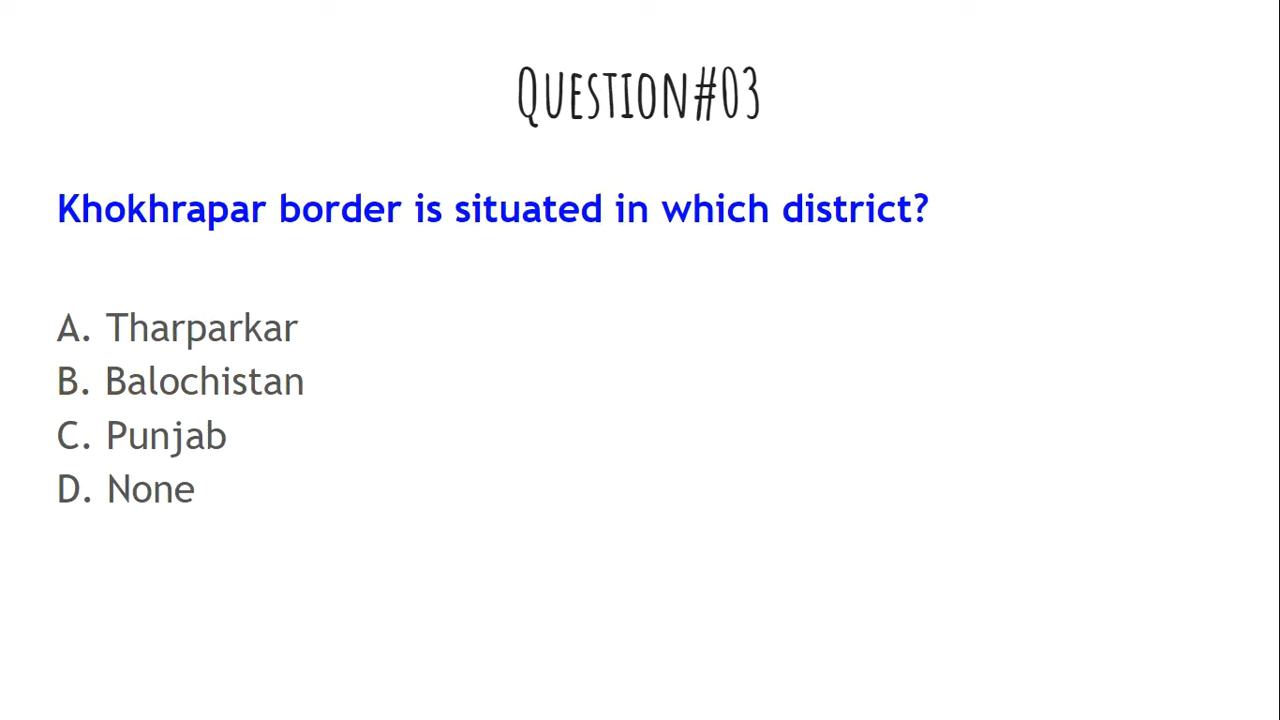 Question#03
Khokhrapar border is situated in which district?
A. Tharparkar
B. Balochistan
C. Punjab
D. None